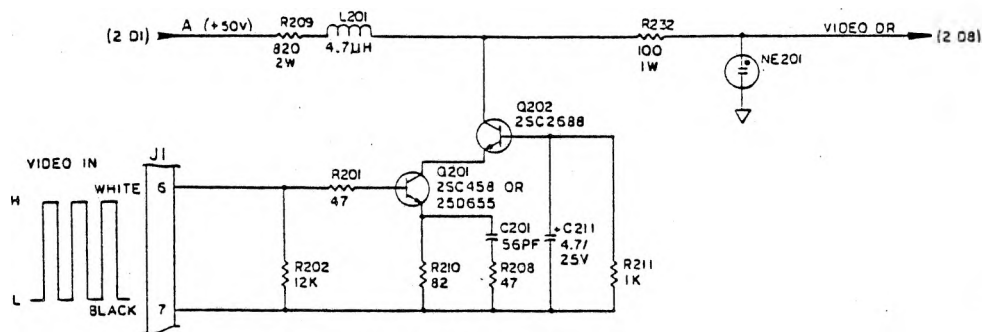 (2 D1)
A (+50V)
R209
820
2W
L201
4.7µH
R232
100
1W
VIDEO DR
(2 D8)
NE201
Q202
2SC2688
VIDEO IN
J1
H
WHITE
6
R201
47
Q201
2SC458 OR
2SD655
C201
56PF
+C211
4.7/
25V
R202
12K
R210
82
R208
47
R211
1K
L
BLACK
7